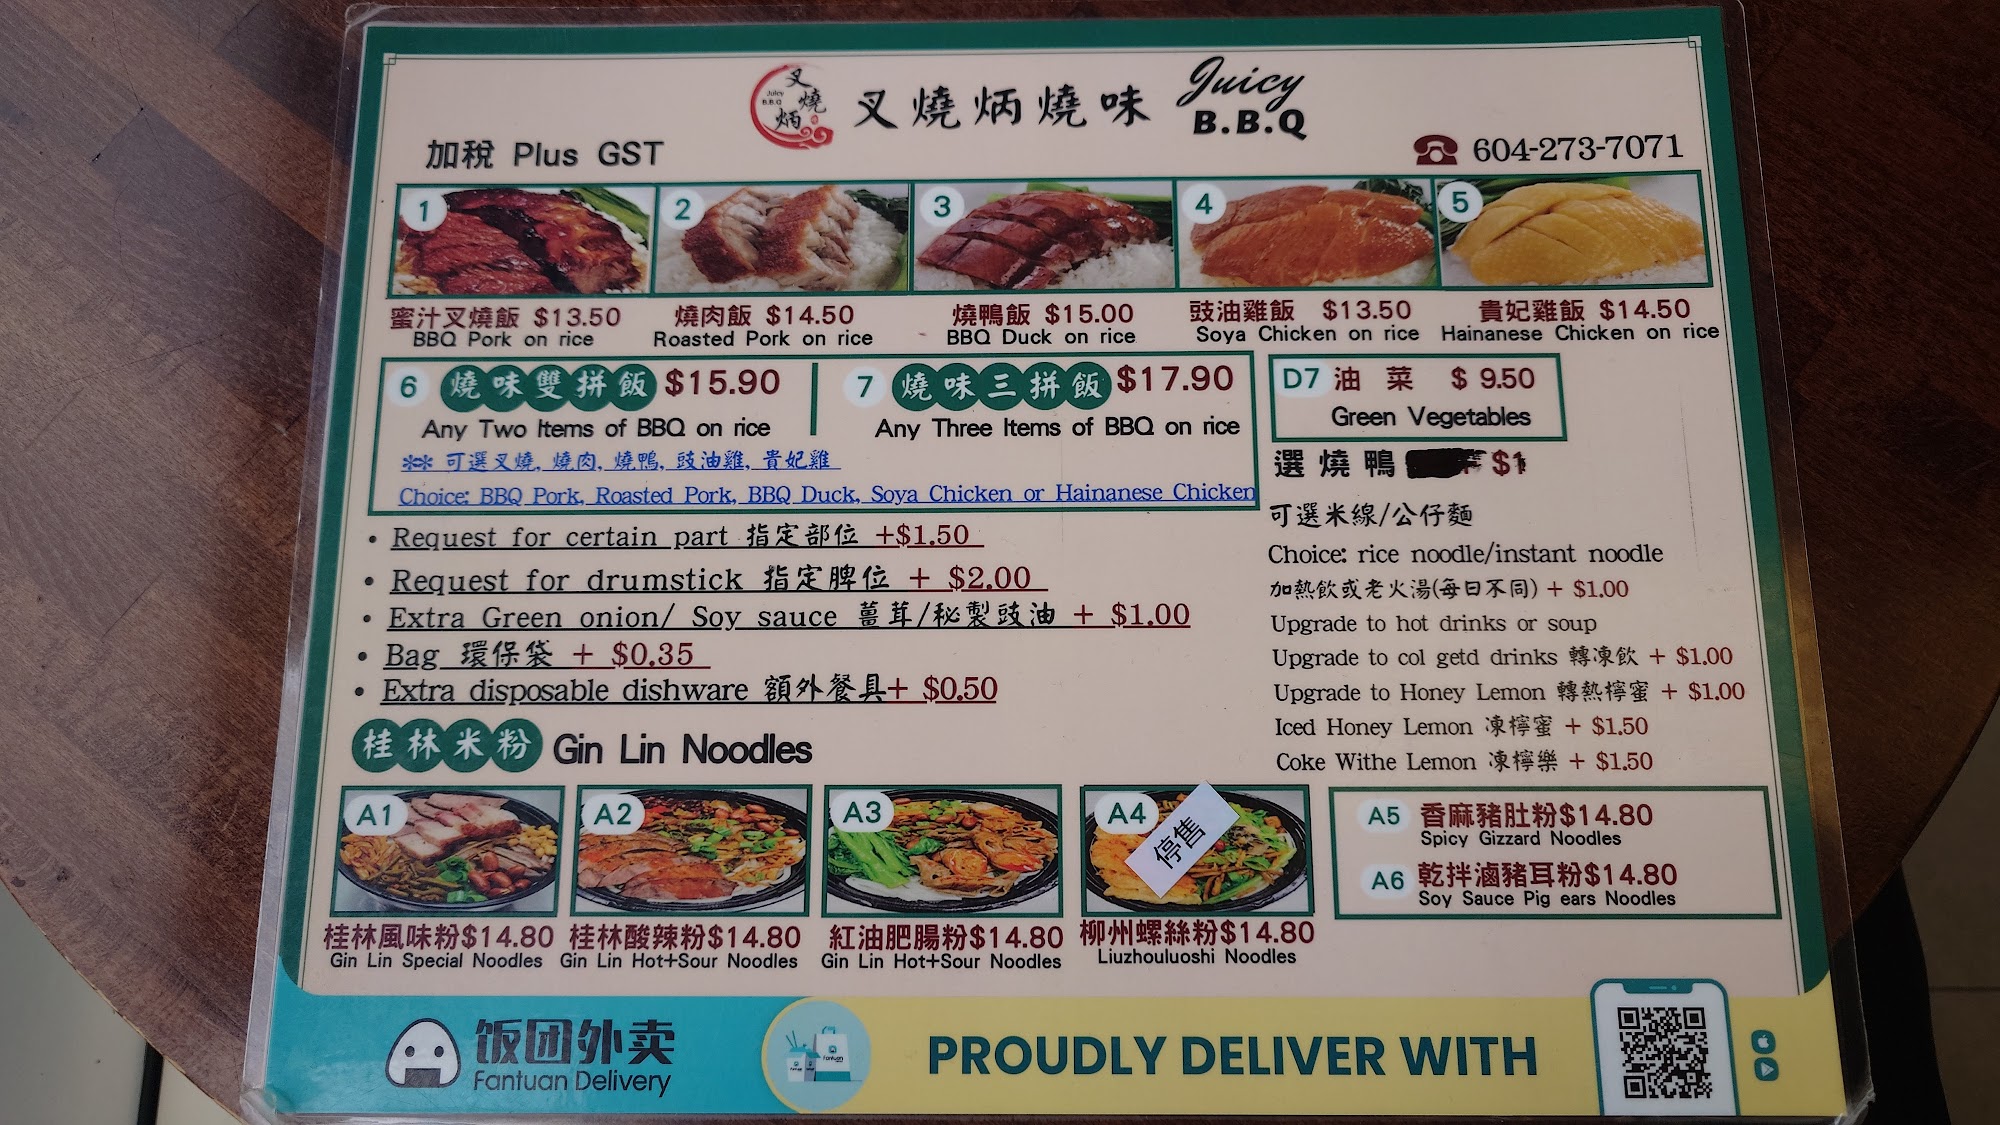 叉燒炳
Juicy
B.B.Q
叉燒炳燒味 Juicy B.B.Q
加稅 Plus GST
604-273-7071
1
2
3
4
5
蜜汁叉燒飯 $13.50
BBQ Pork on rice
燒肉飯 $14.50
Roasted Pork on rice
燒鴨飯 $15.00
BBQ Duck on rice
豉油雞飯 $13.50
Soya Chicken on rice
貴妃雞飯 $14.50
Hainanese Chicken on rice
6 燒味雙拼飯 $15.90
Any Two Items of BBQ on rice
7 燒味三拼飯 $17.90
Any Three Items of BBQ on rice
** 可選叉燒, 燒肉, 燒鴨, 豉油雞, 貴妃雞
Choice: BBQ Pork, Roasted Pork, BBQ Duck, Soya Chicken or Hainanese Chicken
D7 油菜 $ 9.50
Green Vegetables
選燒鴨 $1
• Request for certain part 指定部位 +$1.50
• Request for drumstick 指定脾位 + $2.00
• Extra Green onion/ Soy sauce 薑茸/秘製豉油 + $1.00
• Bag 環保袋 + $0.35
• Extra disposable dishware 額外餐具+ $0.50
可選米線/公仔麵
Choice: rice noodle/instant noodle
加熱飲或老火湯(每日不同) + $1.00
Upgrade to hot drinks or soup
Upgrade to col getd drinks 轉凍飲 + $1.00
Upgrade to Honey Lemon 轉熱檸蜜 + $1.00
Iced Honey Lemon 凍檸蜜 + $1.50
Coke Withe Lemon 凍檸樂 + $1.50
桂林米粉 Gin Lin Noodles
A1
A2
A3
A4
停售
桂林風味粉$14.80
Gin Lin Special Noodles
桂林酸辣粉$14.80
Gin Lin Hot+Sour Noodles
紅油肥腸粉$14.80
Gin Lin Hot+Sour Noodles
柳州螺絲粉$14.80
Liuzhouluoshi Noodles
A5 香麻豬肚粉$14.80
Spicy Gizzard Noodles
A6 乾拌滷豬耳粉$14.80
Soy Sauce Pig ears Noodles
饭团外卖
Fantuan Delivery
Fantuan
PROUDLY DELIVER WITH